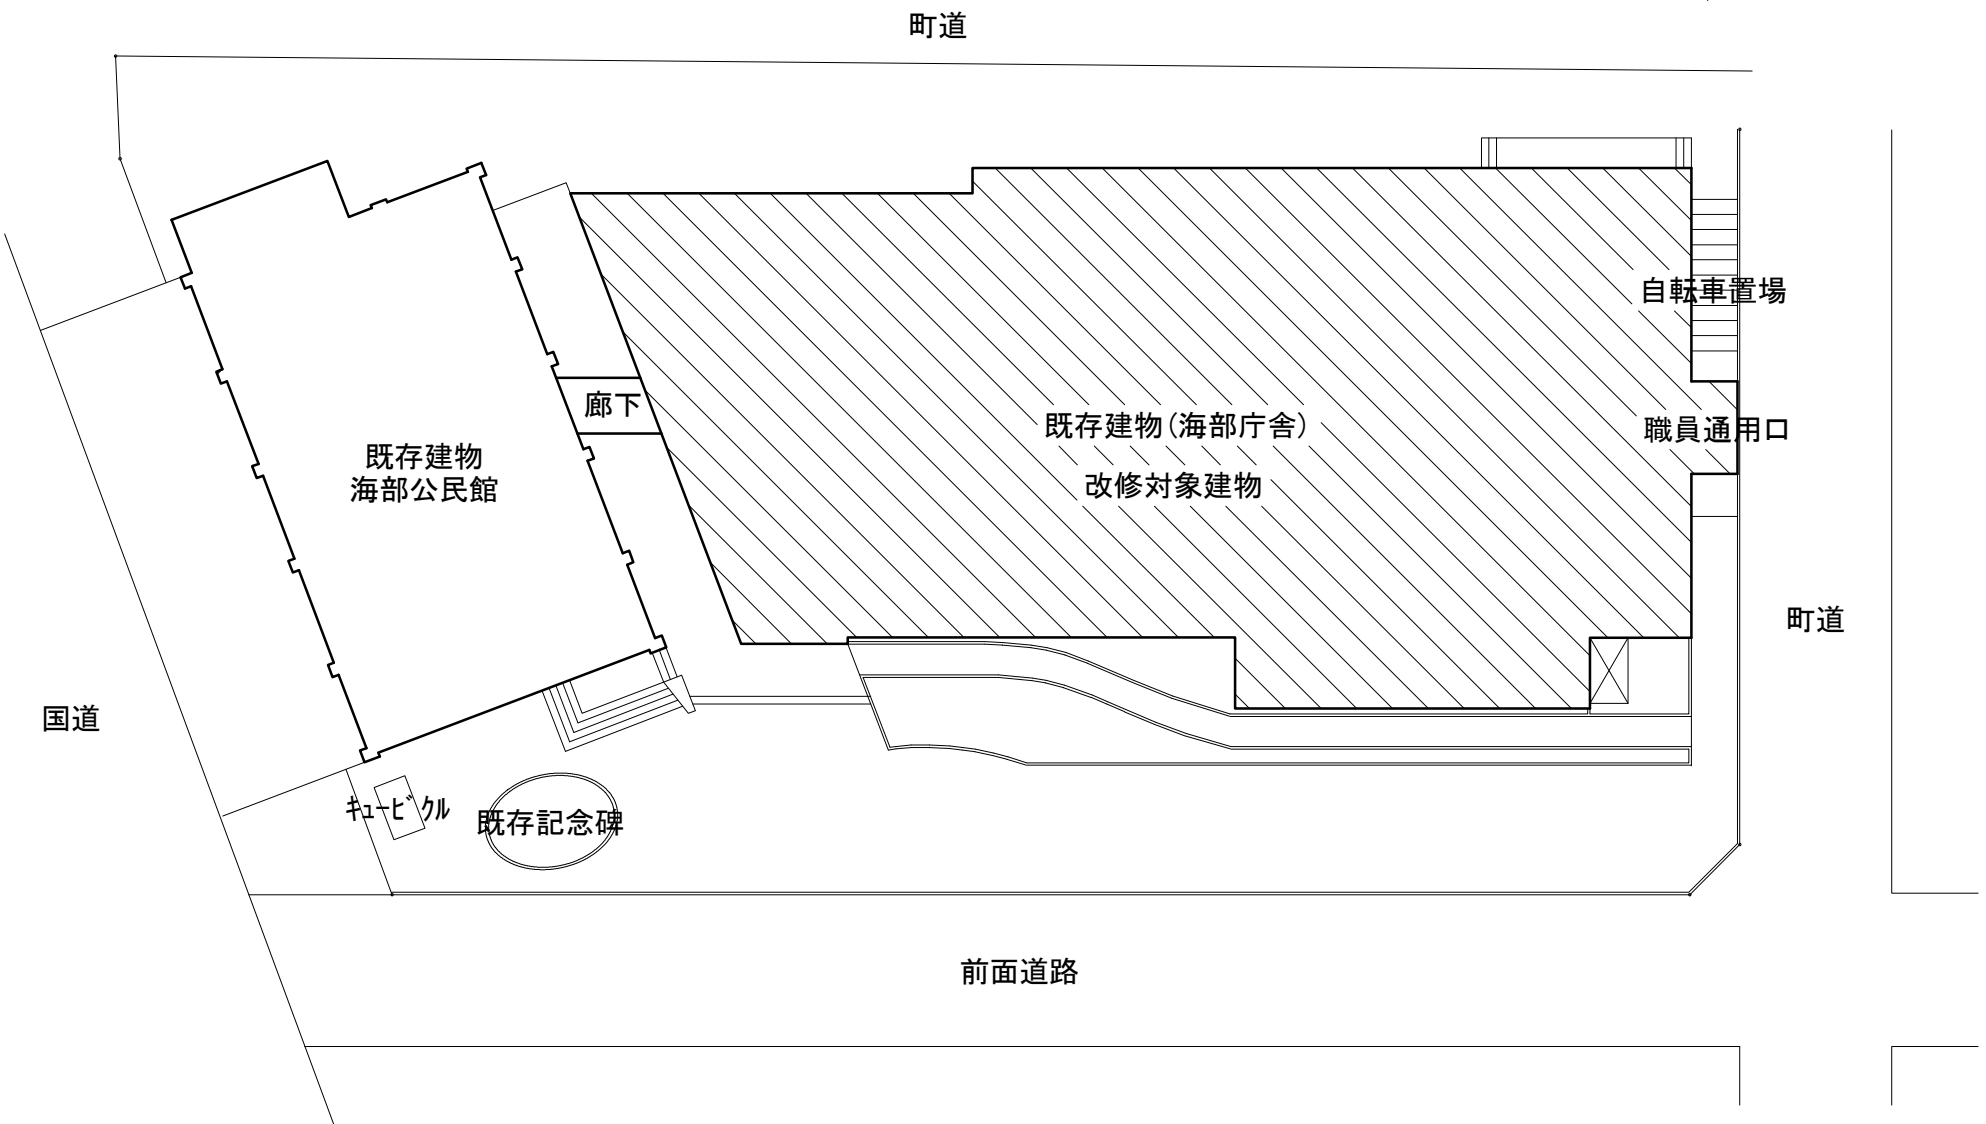 町道
自転車置場
廊下
既存建物(海部庁舎)
職員通用口
既存建物
海部公民館
改修対象建物
町道
国道
ｷｭｰﾋﾞｸﾙ
既存記念碑
前面道路